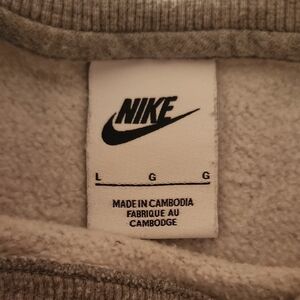 NIKE
L G G
MADE IN CAMBODIA
FABRIQUE AU
CAMBODGE